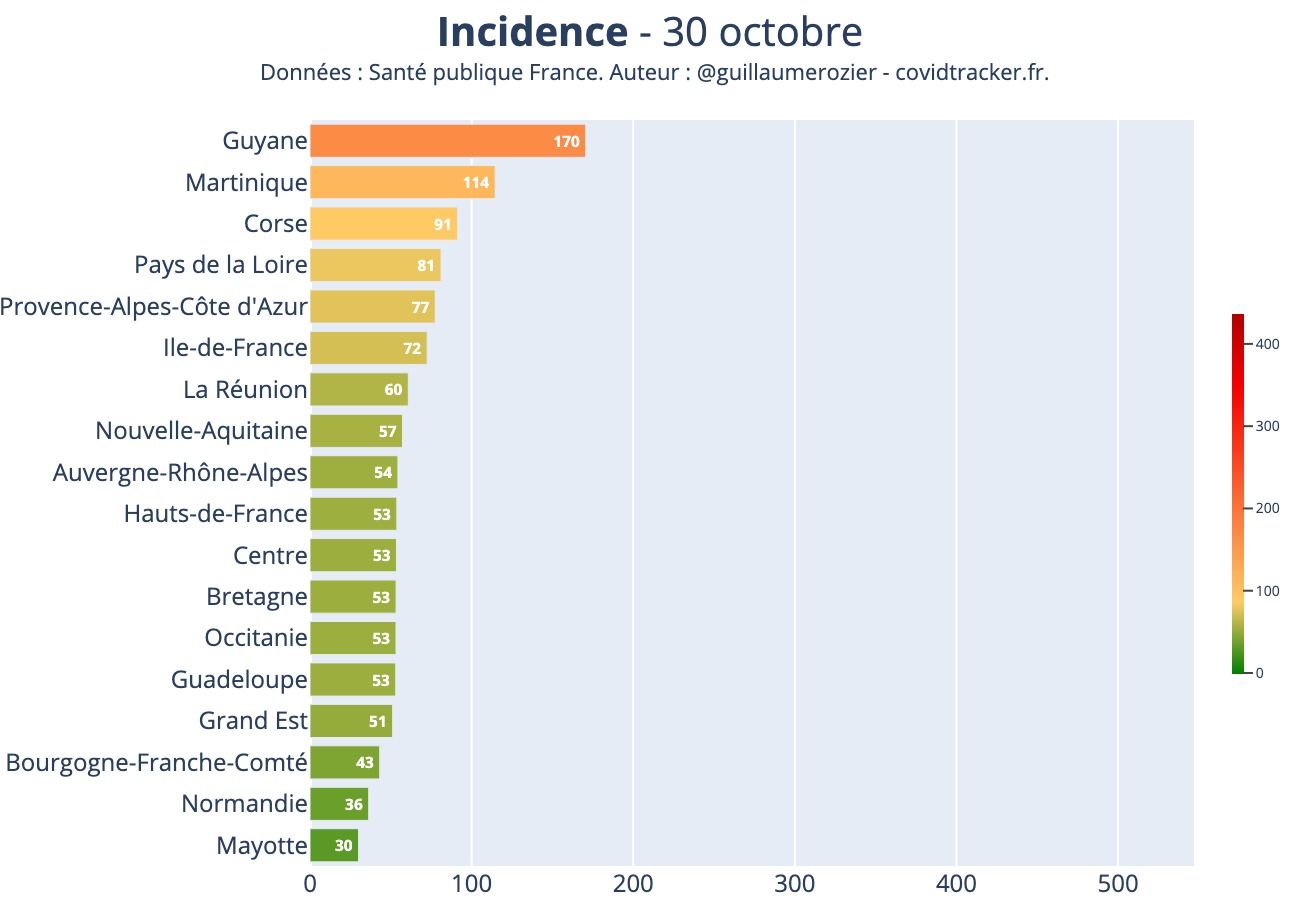 Incidence - 30 octobre
Données : Santé publique France. Auteur : @guillaumerozier - covidtracker.fr.
Guyane 170
Martinique 114
Corse 91
Pays de la Loire 81
Provence-Alpes-Côte d'Azur 77
Ile-de-France 72
La Réunion 60
Nouvelle-Aquitaine 57
Auvergne-Rhône-Alpes 54
Hauts-de-France 53
Centre 53
Bretagne 53
Occitanie 53
Guadeloupe 53
Grand Est 51
Bourgogne-Franche-Comté 43
Normandie 36
Mayotte 30
0 100 200 300 400 500
400
300
200
100
0